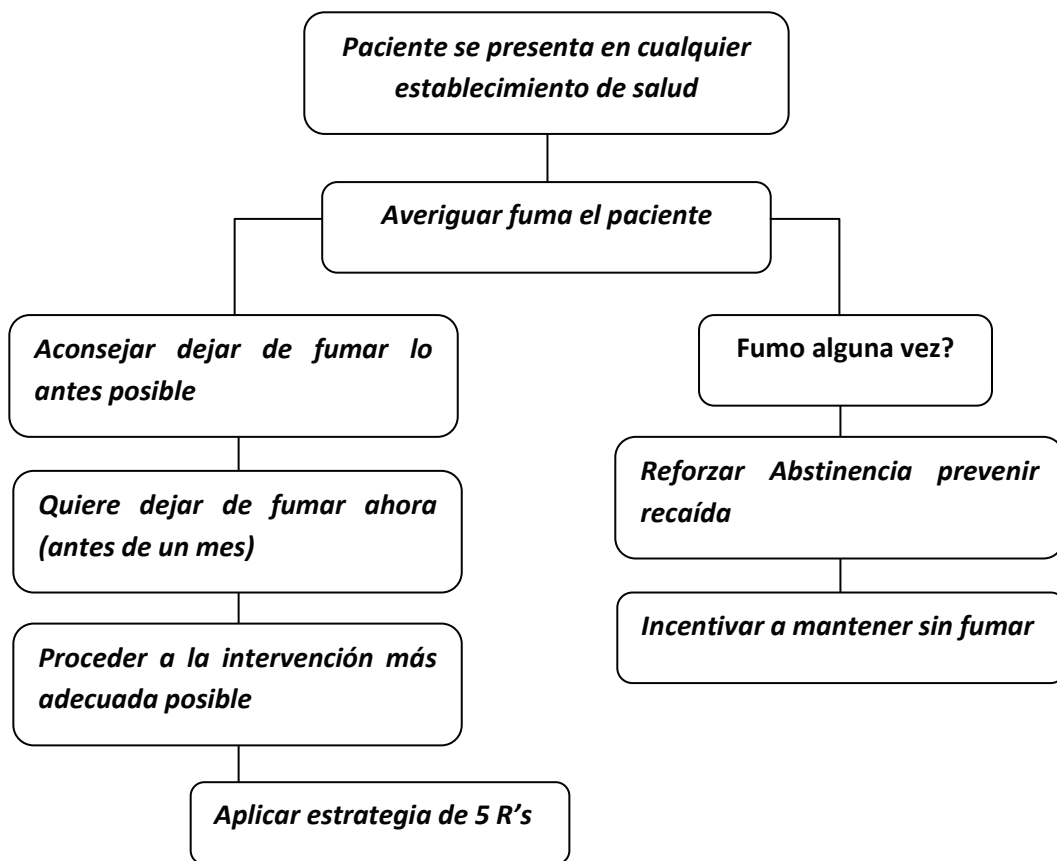 Paciente se presenta en cualquier
establecimiento de salud
Averiguar fuma el paciente
Aconsejar dejar de fumar lo
antes posible
Fumo alguna vez?
Quiere dejar de fumar ahora
(antes de un mes)
Reforzar Abstinencia prevenir
recaída
Proceder a la intervención más
adecuada posible
Incentivar a mantener sin fumar
Aplicar estrategia de 5 R's